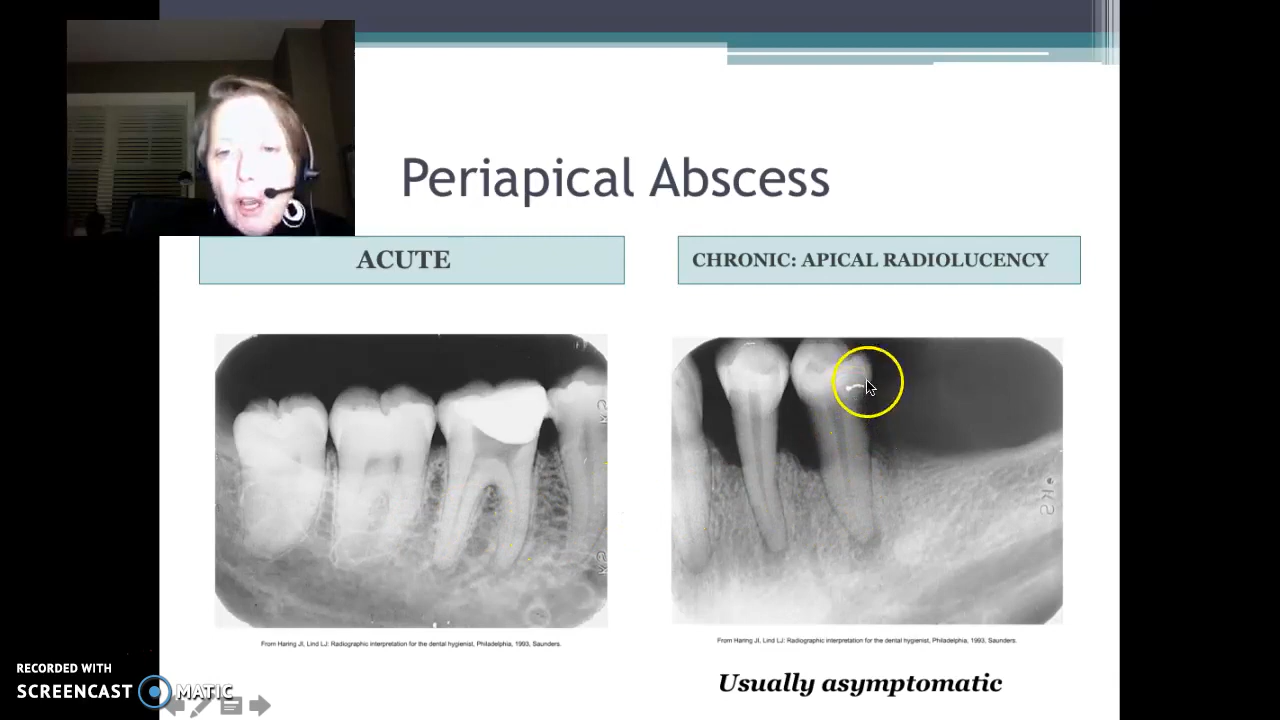 Periapical Abscess
ACUTE
CHRONIC: APICAL RADIOLUCENCY
From Haring JI, Lind LJ: Radiographic interpretation for the dental hygienist, Philadelphia, 1993, Saunders.
From Haring JI, Lind LJ: Radiographic interpretation for the dental hygienist, Philadelphia, 1993, Saunders.
Usually asymptomatic
RECORDED WITH
SCREENCAST MATIC